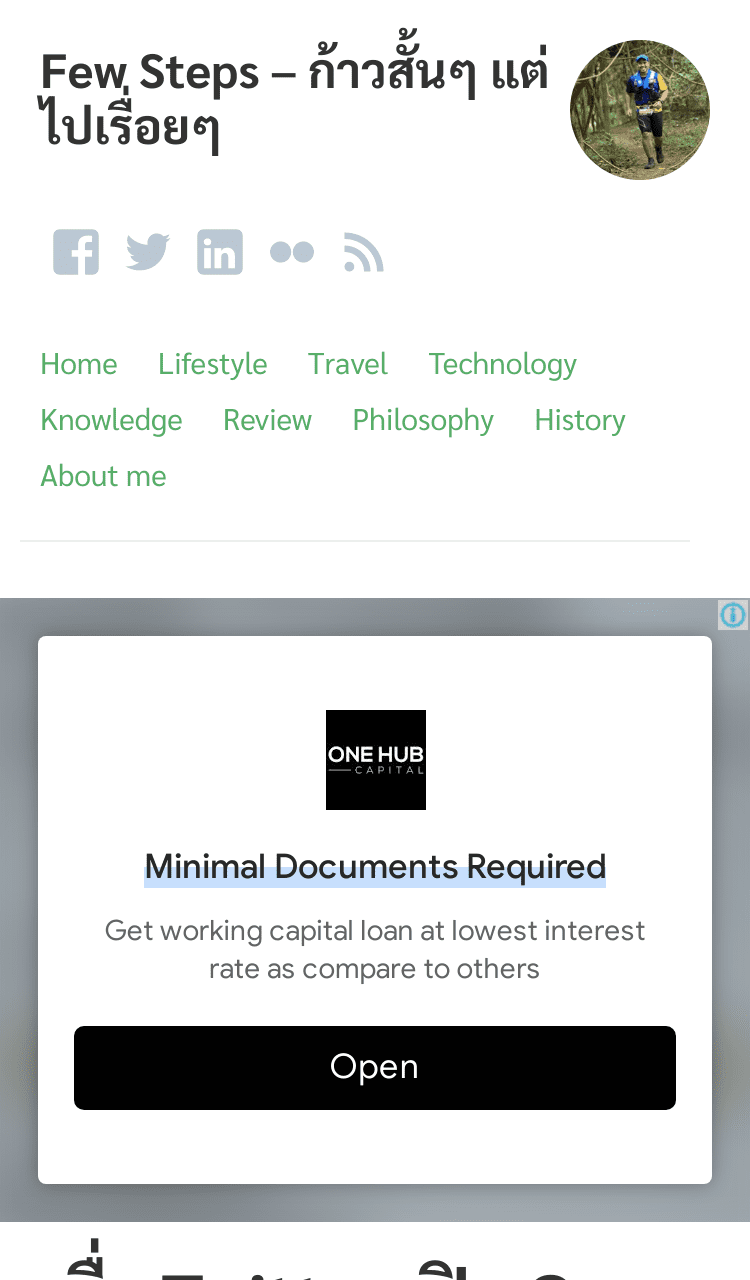 Few Steps – ก้าวสั้นๆ แต่
ไปเรื่อยๆ
Home Lifestyle Travel Technology
Knowledge Review Philosophy History
About me
ONE HUB
CAPITAL
Minimal Documents Required
Get working capital loan at lowest interest
rate as compare to others
Open